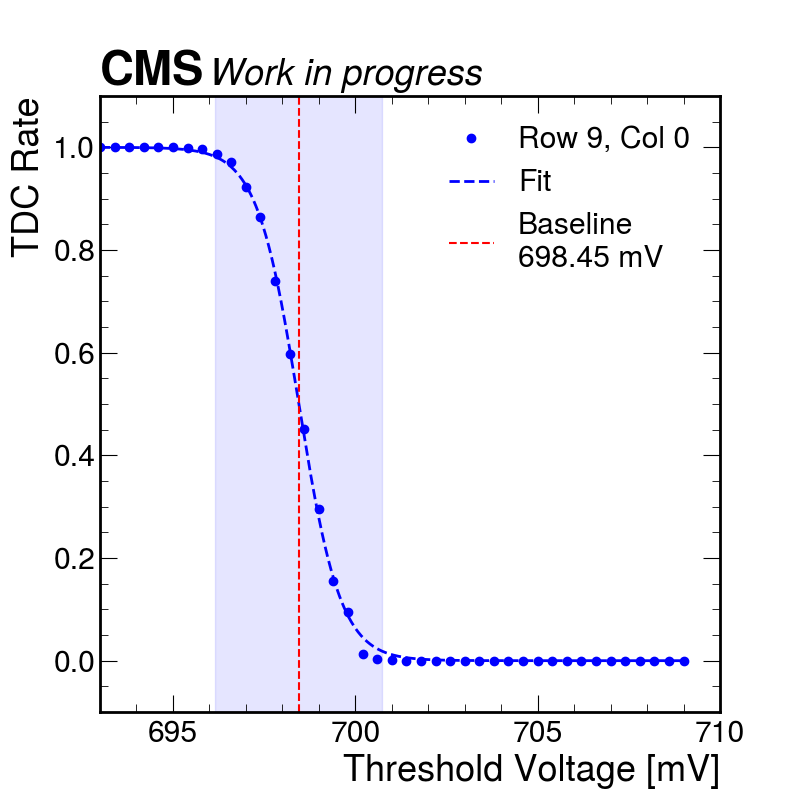 CMS Work in progress
TDC Rate
1.0
0.8
0.6
0.4
0.2
0.0
Row 9, Col 0
Fit
Baseline
698.45 mV
695
700
705
710
Threshold Voltage [mV]